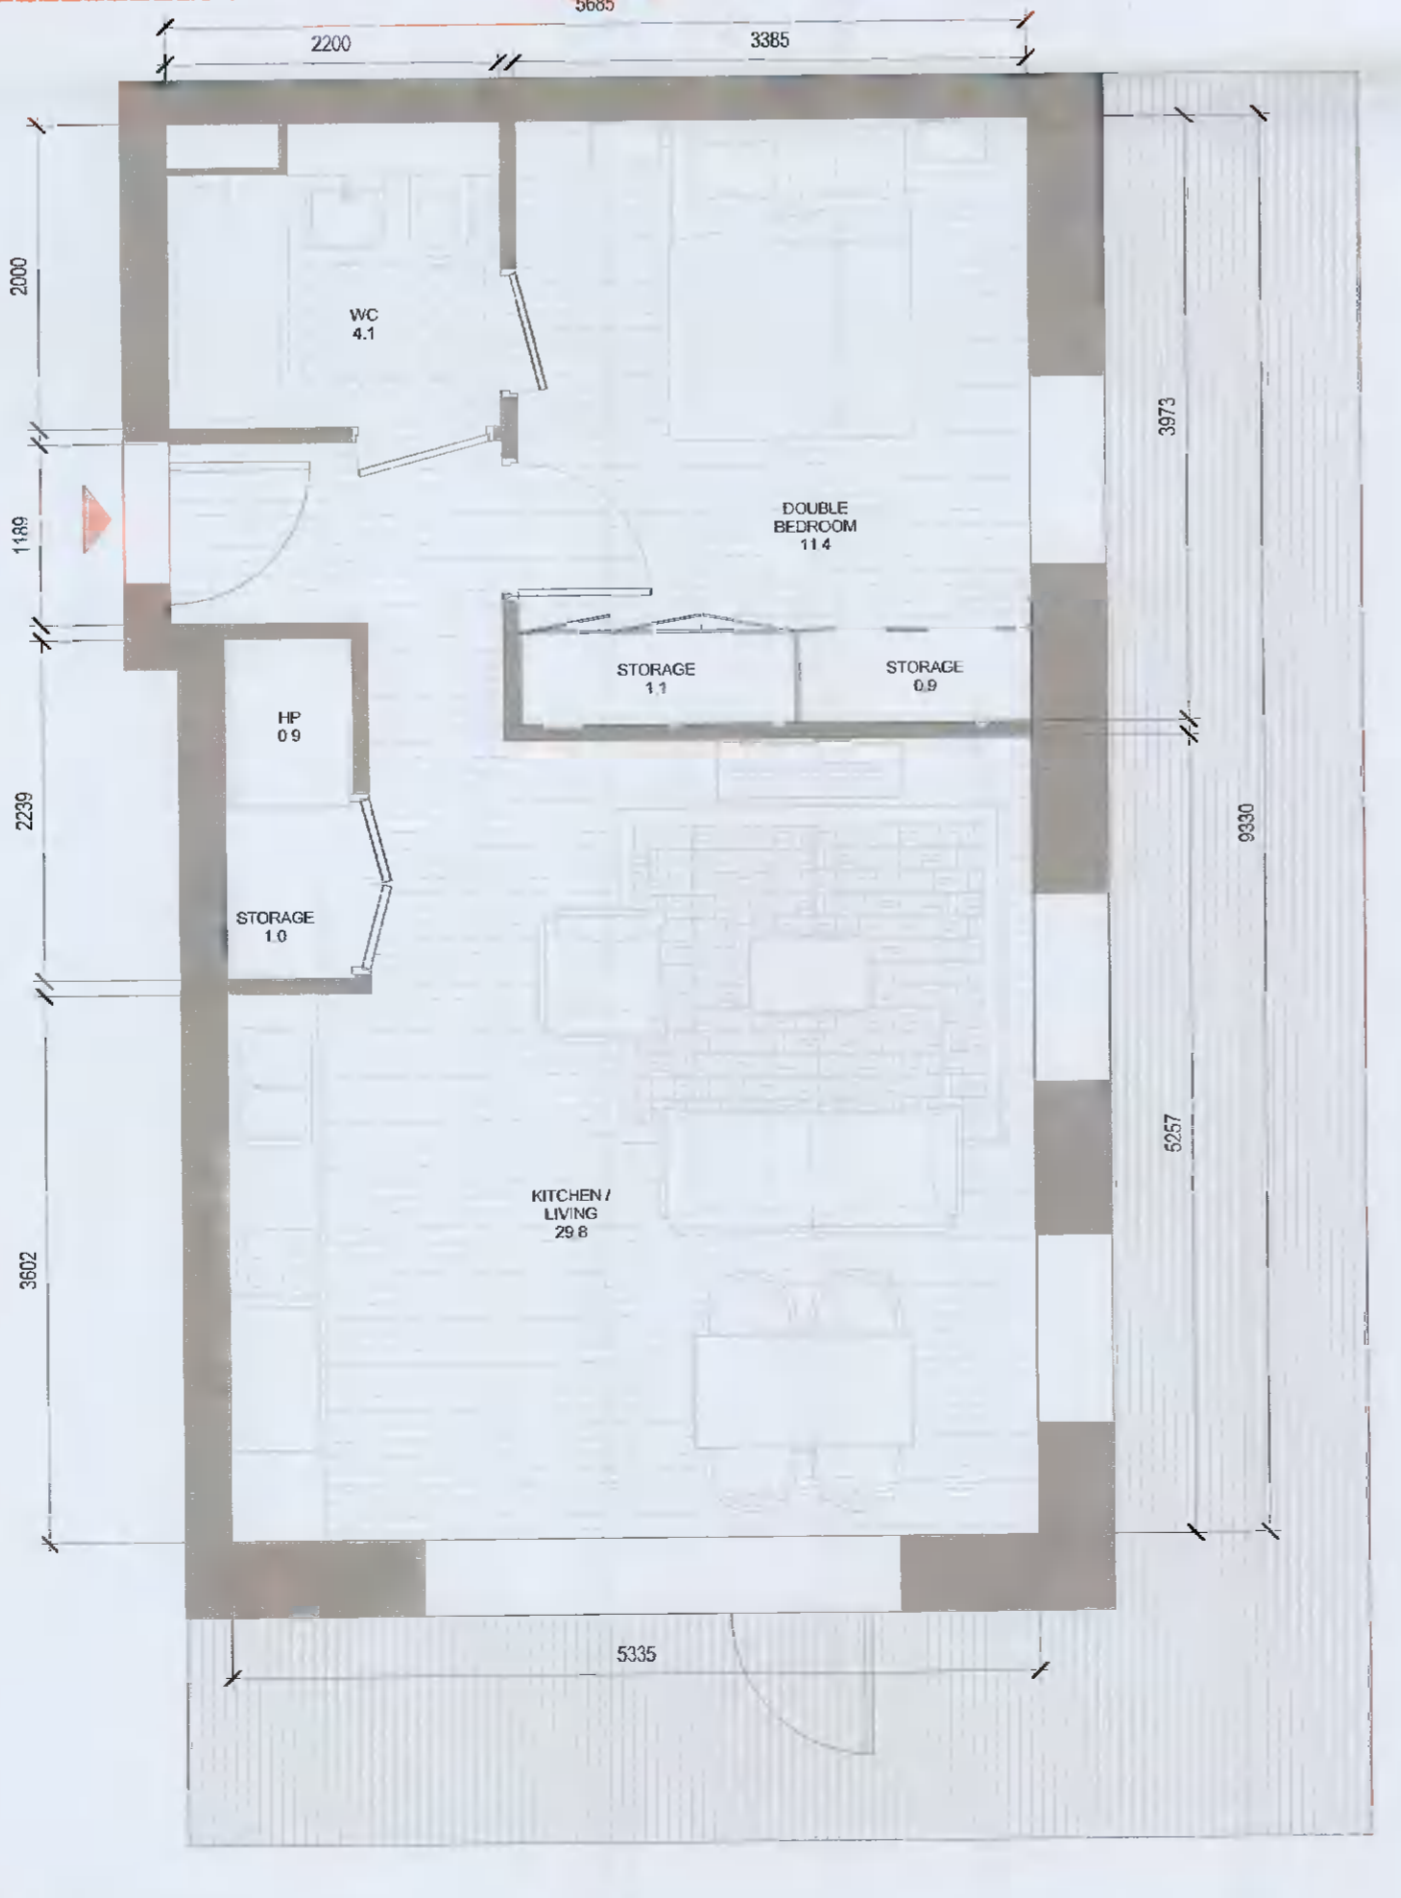 5685
2200
3385
2000
WC
4.1
3973
1189
DOUBLE
BEDROOM
11.4
STORAGE
1.1
STORAGE
0.9
HP
0.9
2239
9330
STORAGE
1.0
5257
KITCHEN /
LIVING
29.8
3602
5335